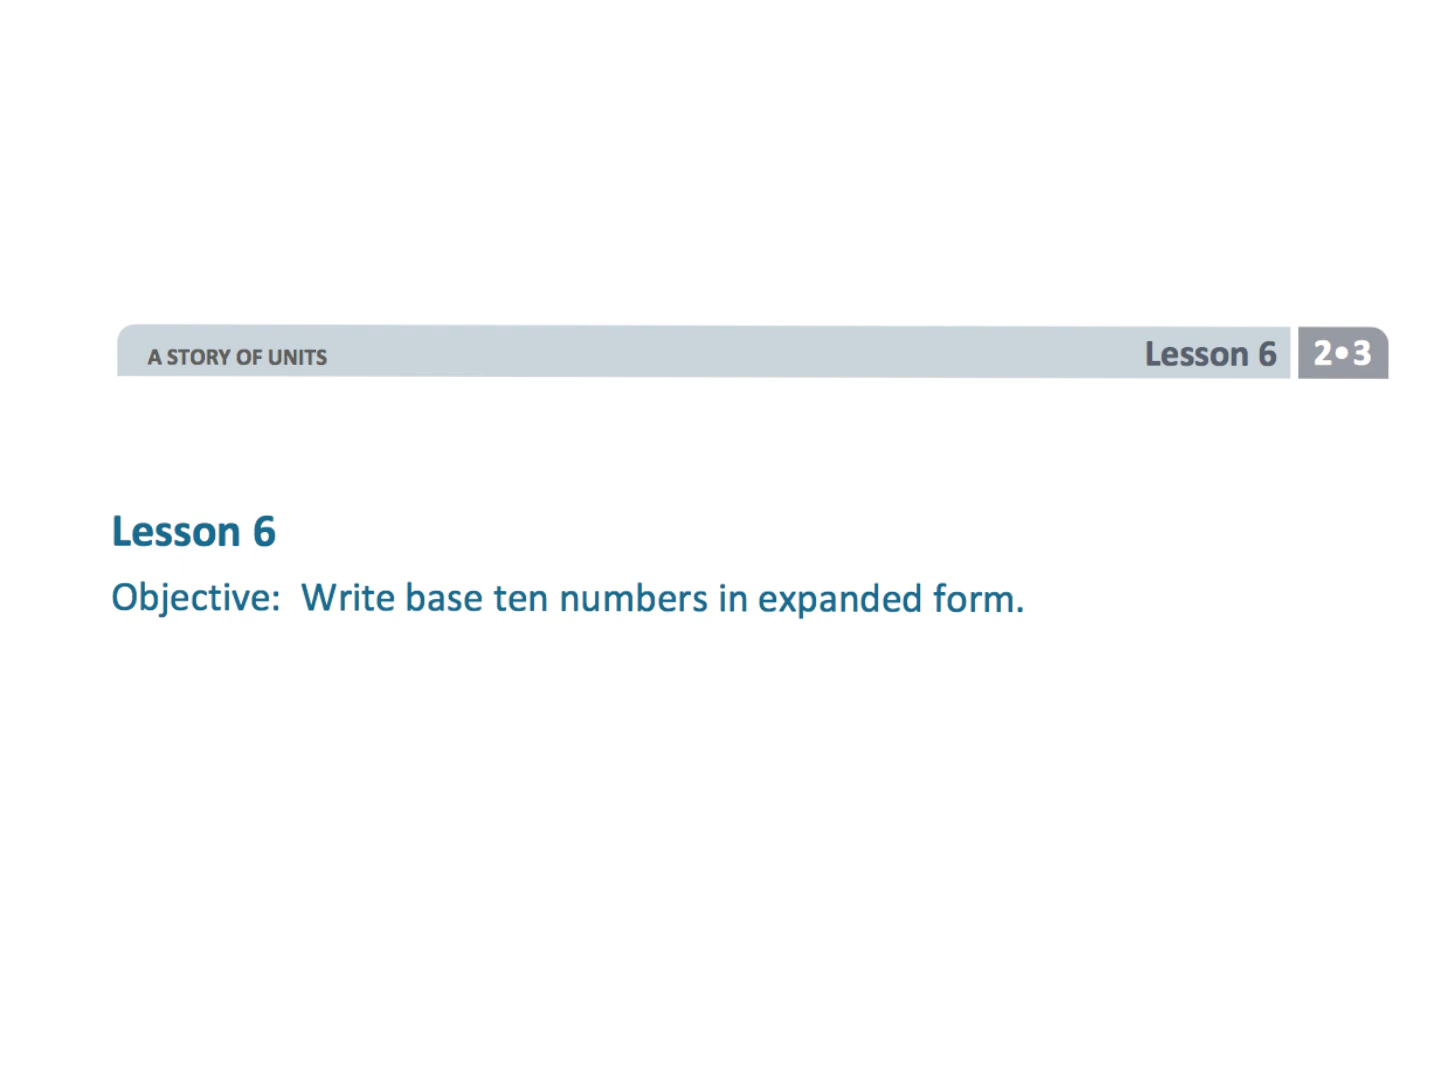 A STORY OF UNITS
Lesson 6 2•3
Lesson 6
Objective: Write base ten numbers in expanded form.